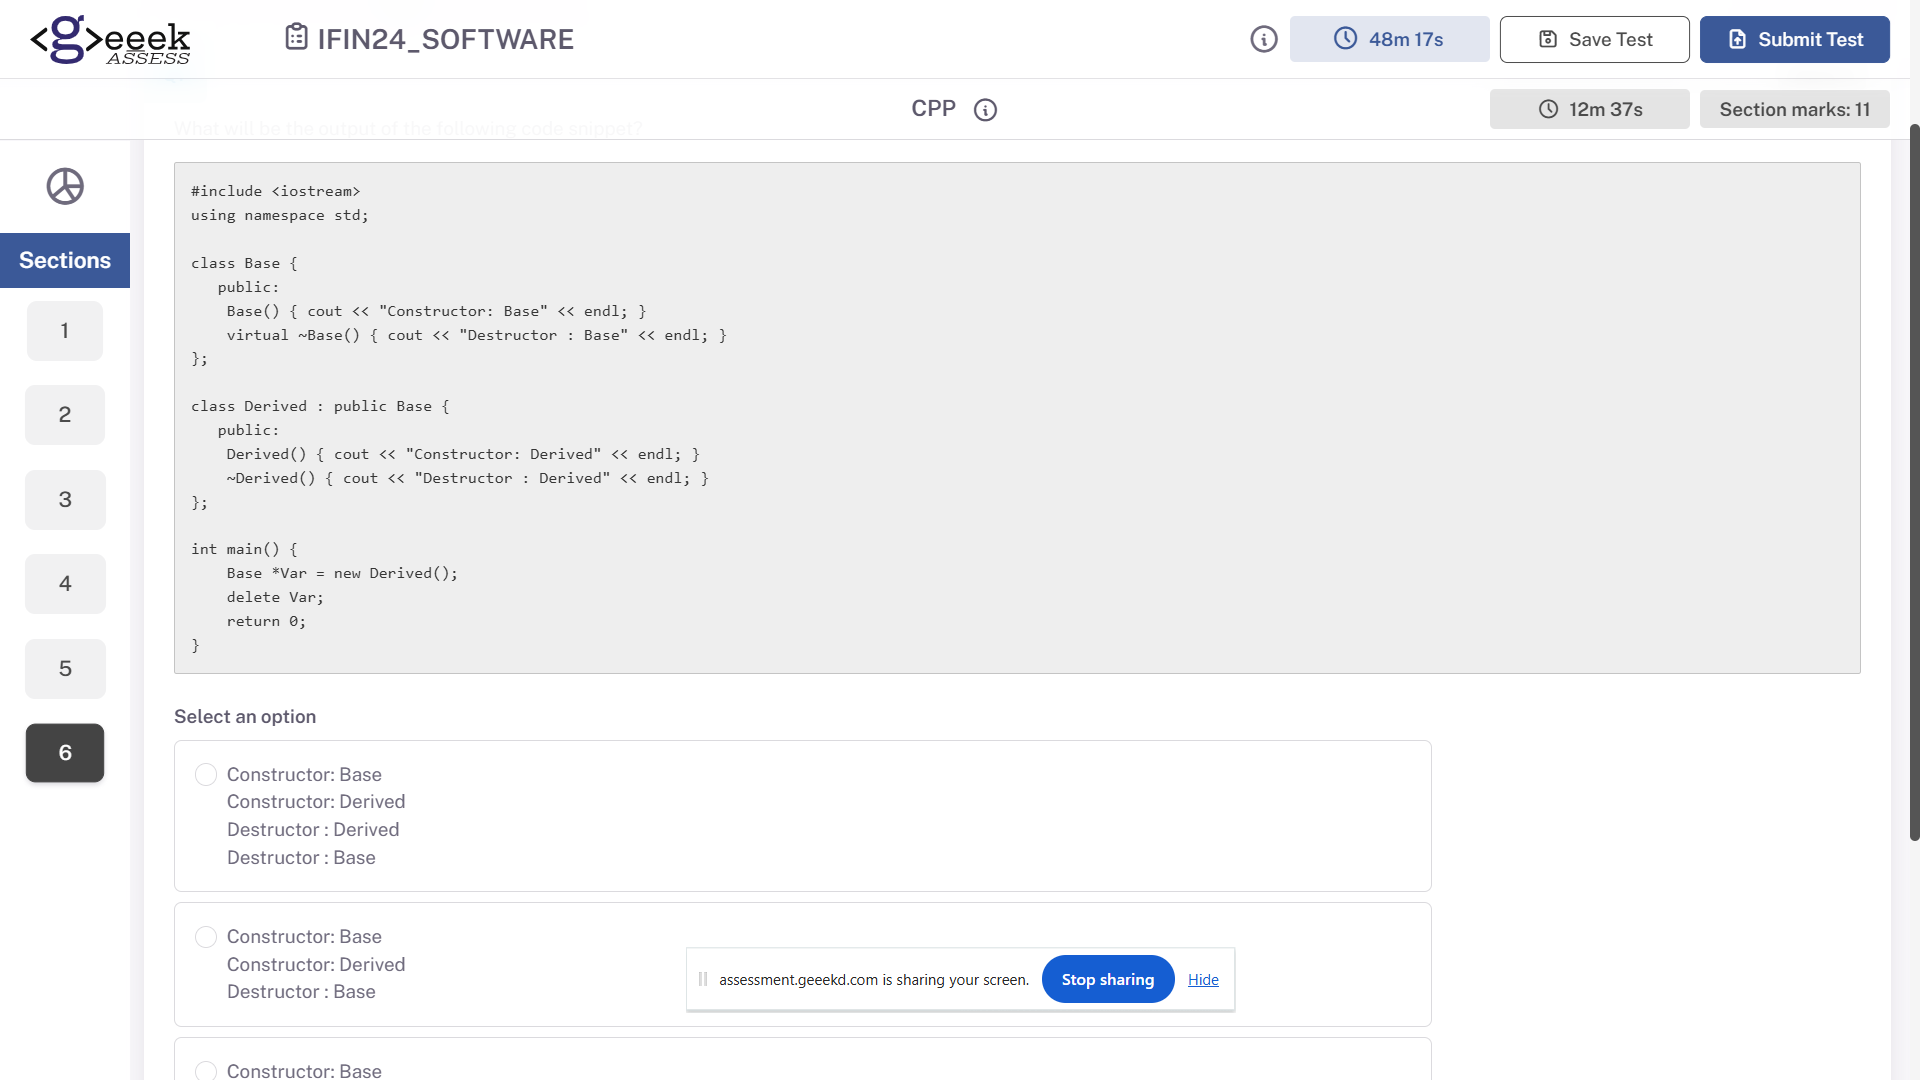 <g>eeek
ASSESS
IFIN24_SOFTWARE
48m 17s
Save Test
Submit Test
CPP
12m 37s
Section marks: 11
What will be the output of the following code snippet?
Sections
1
2
3
4
5
6
#include <iostream>
using namespace std;
class Base {
public:
Base() { cout << "Constructor: Base" << endl; }
virtual ~Base() { cout << "Destructor : Base" << endl; }
};
class Derived : public Base {
public:
Derived() { cout << "Constructor: Derived" << endl; }
~Derived() { cout << "Destructor : Derived" << endl; }
};
int main() {
Base *Var = new Derived();
delete Var;
return 0;
}
Select an option
Constructor: Base
Constructor: Derived
Destructor : Derived
Destructor : Base
Constructor: Base
Constructor: Derived
Destructor : Base
assessment.geeekd.com is sharing your screen.
Stop sharing
Hide
Constructor: Base